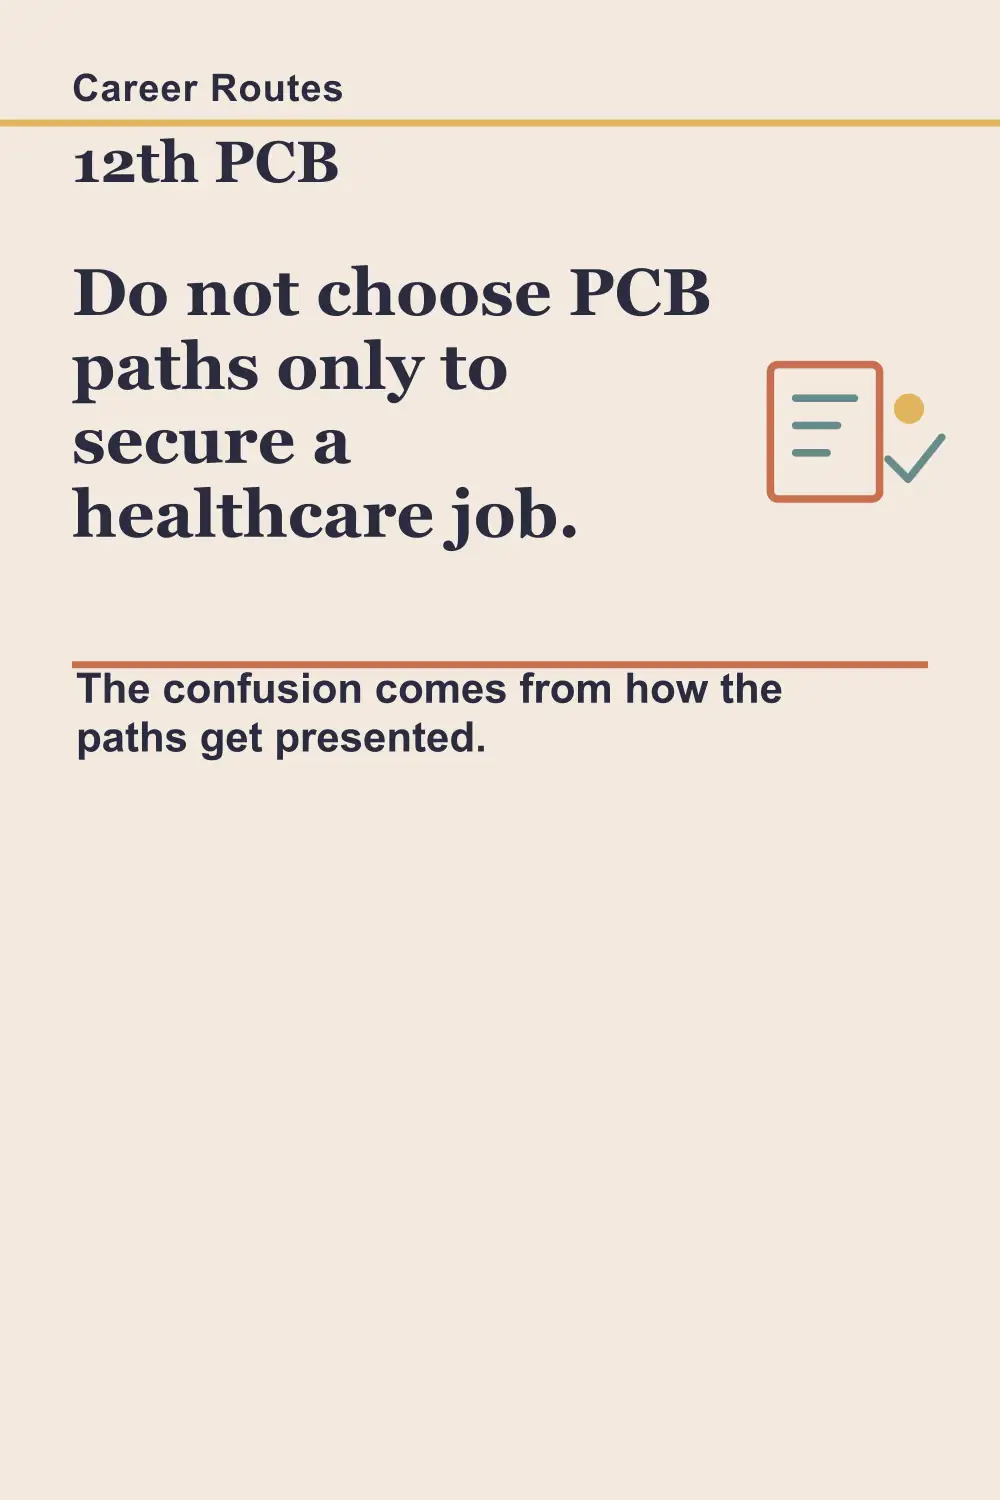 Career Routes
12th PCB
Do not choose PCB
paths only to
secure a
healthcare job.
The confusion comes from how the
paths get presented.